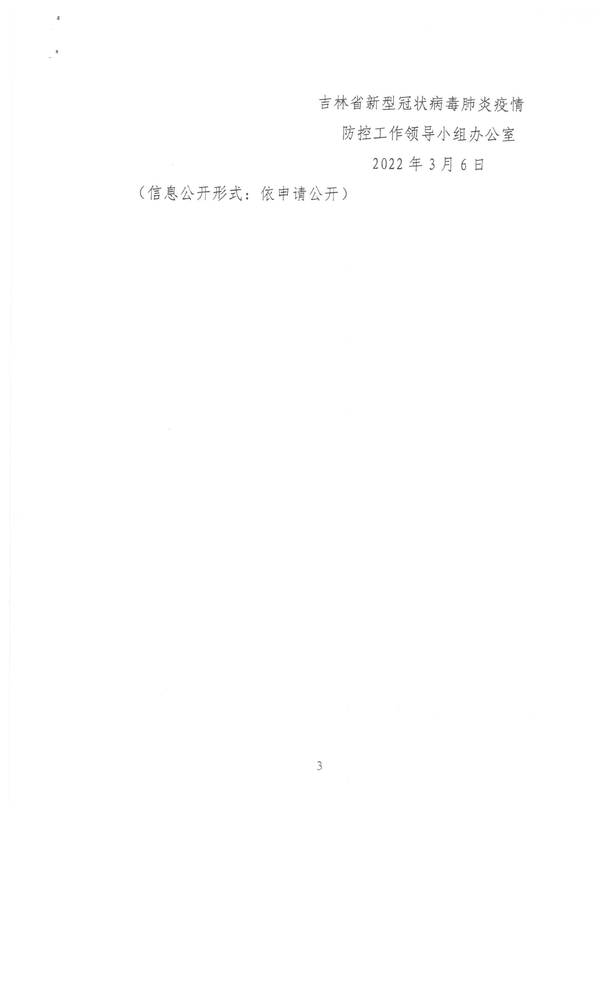 吉林省新型冠状病毒肺炎疫情
防控工作领导小组办公室
2022年3月6日
（信息公开形式：依申请公开）
3